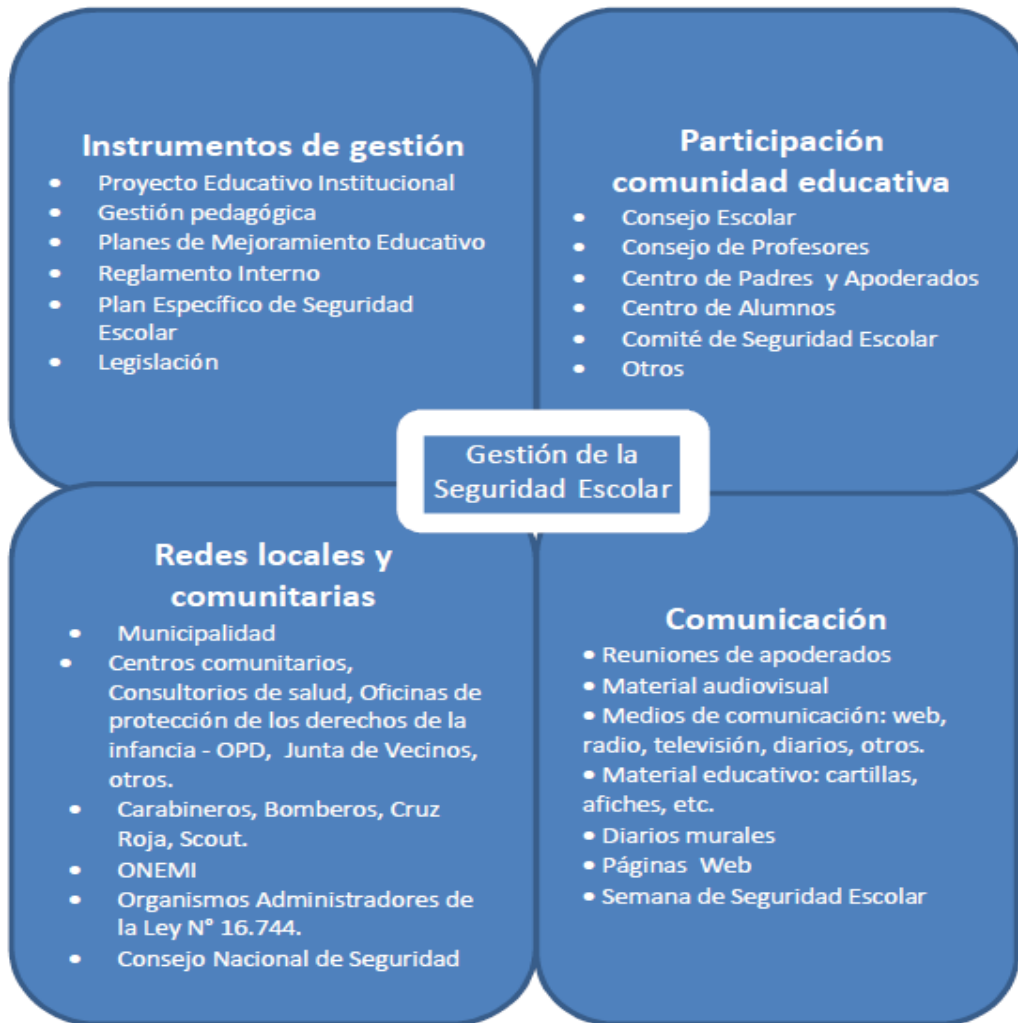 Instrumentos de gestión
• Proyecto Educativo Institucional
• Gestión pedagógica
• Planes de Mejoramiento Educativo
• Reglamento Interno
• Plan Específico de Seguridad
Escolar
• Legislación
Participación
comunidad educativa
• Consejo Escolar
• Consejo de Profesores
• Centro de Padres y Apoderados
• Centro de Alumnos
• Comité de Seguridad Escolar
• Otros
Gestión de la
Seguridad Escolar
Redes locales y
comunitarias
• Municipalidad
• Centros comunitarios,
Consultorios de salud, Oficinas de
protección de los derechos de la
infancia - OPD, Junta de Vecinos,
otros.
• Carabineros, Bomberos, Cruz
Roja, Scout.
• ONEMI
• Organismos Administradores de
la Ley N° 16.744.
• Consejo Nacional de Seguridad
Comunicación
• Reuniones de apoderados
• Material audiovisual
• Medios de comunicación: web,
radio, televisión, diarios, otros.
• Material educativo: cartillas,
afiches, etc.
• Diarios murales
• Páginas Web
• Semana de Seguridad Escolar